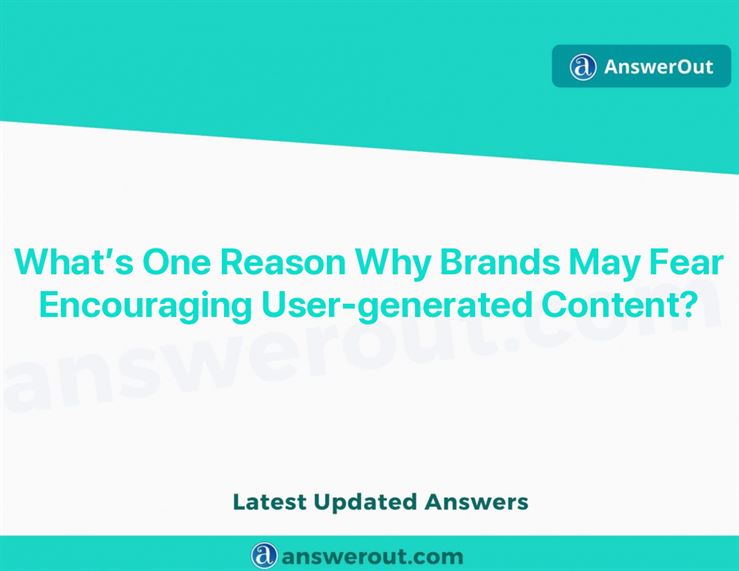 AnswerOut
What's One Reason Why Brands May Fear
Encouraging User-generated Content?
answerout.com
Latest Updated Answers
answerout.com